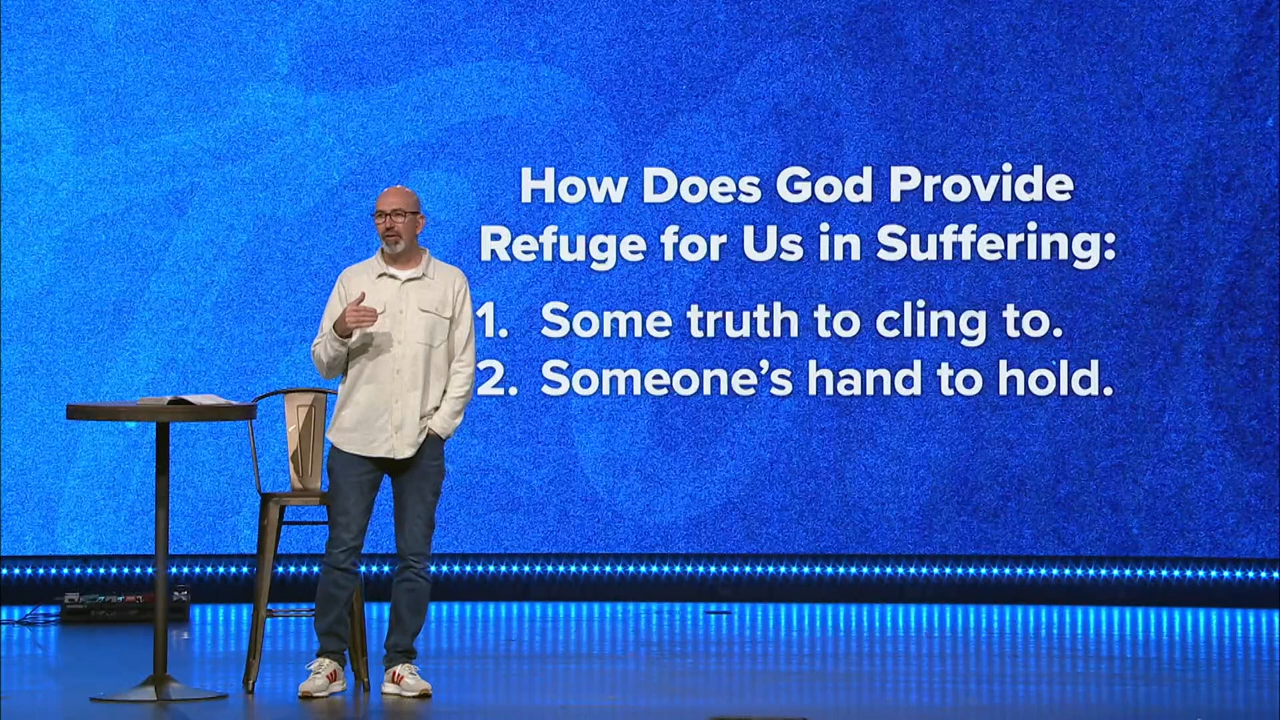 How Does God Provide
Refuge for Us in Suffering:
1. Some truth to cling to.
2. Someone’s hand to hold.